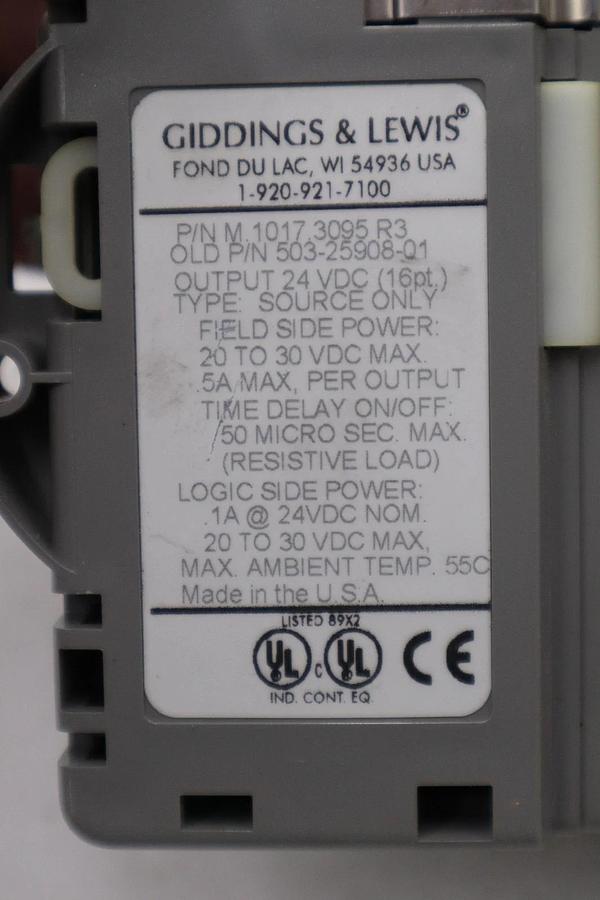 GIDDINGS & LEWIS®
FOND DU LAC, WI 54936 USA
1-920-921-7100
P/N M.1017.3095 R3
OLD P/N 503-25908-01
OUTPUT 24 VDC (16pt.)
TYPE: SOURCE ONLY
FIELD SIDE POWER:
20 TO 30 VDC MAX.
.5A MAX, PER OUTPUT
TIME DELAY ON/OFF:
50 MICRO SEC. MAX.
(RESISTIVE LOAD)
LOGIC SIDE POWER:
.1A @ 24VDC NOM.
20 TO 30 VDC MAX,
MAX. AMBIENT TEMP. 55C
Made in the U.S.A.
LISTED 89X2
UL C UL CE
IND. CONT. EQ.